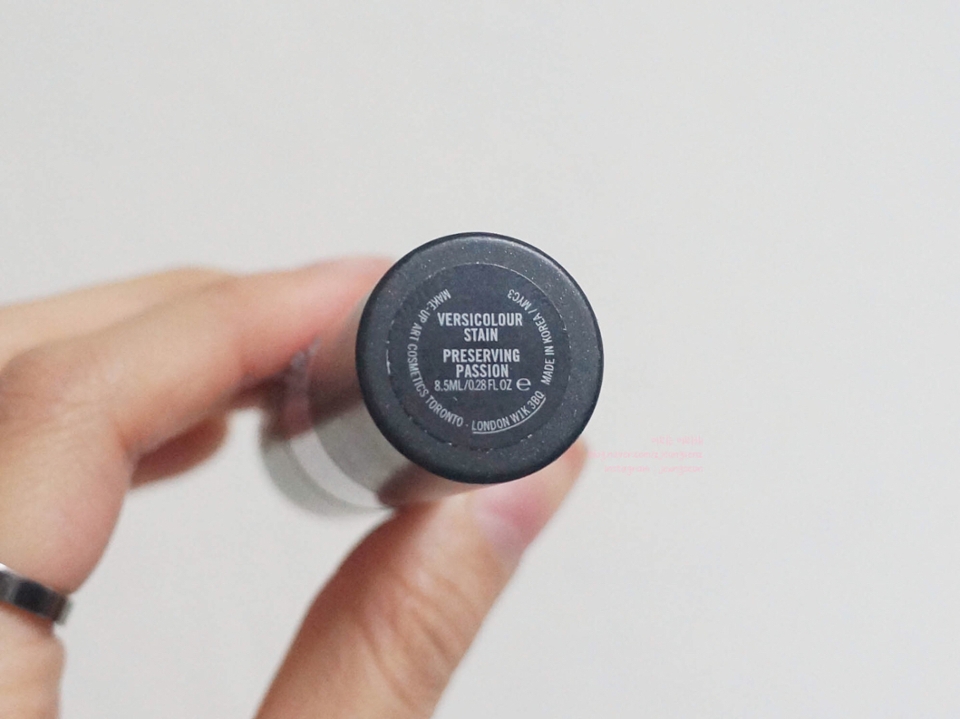 VERSICOLOUR
STAIN
PRESERVING
PASSION
8.5ML/0.28 FL OZ e
MAKE-UP ART COSMETICS TORONTO - LONDON W1K 3BQ MADE IN KOREA / MYC3